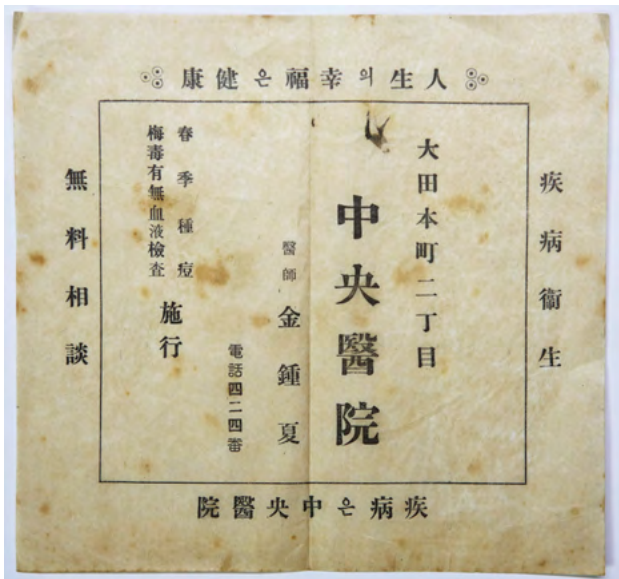 人生의幸福은健康
疾病衞生
大田本町二丁目
中央醫院
醫師 金鍾夏
電話四二四番
春季種痘
梅毒有無血液檢査
施行
無料相談
疾病은中央醫院